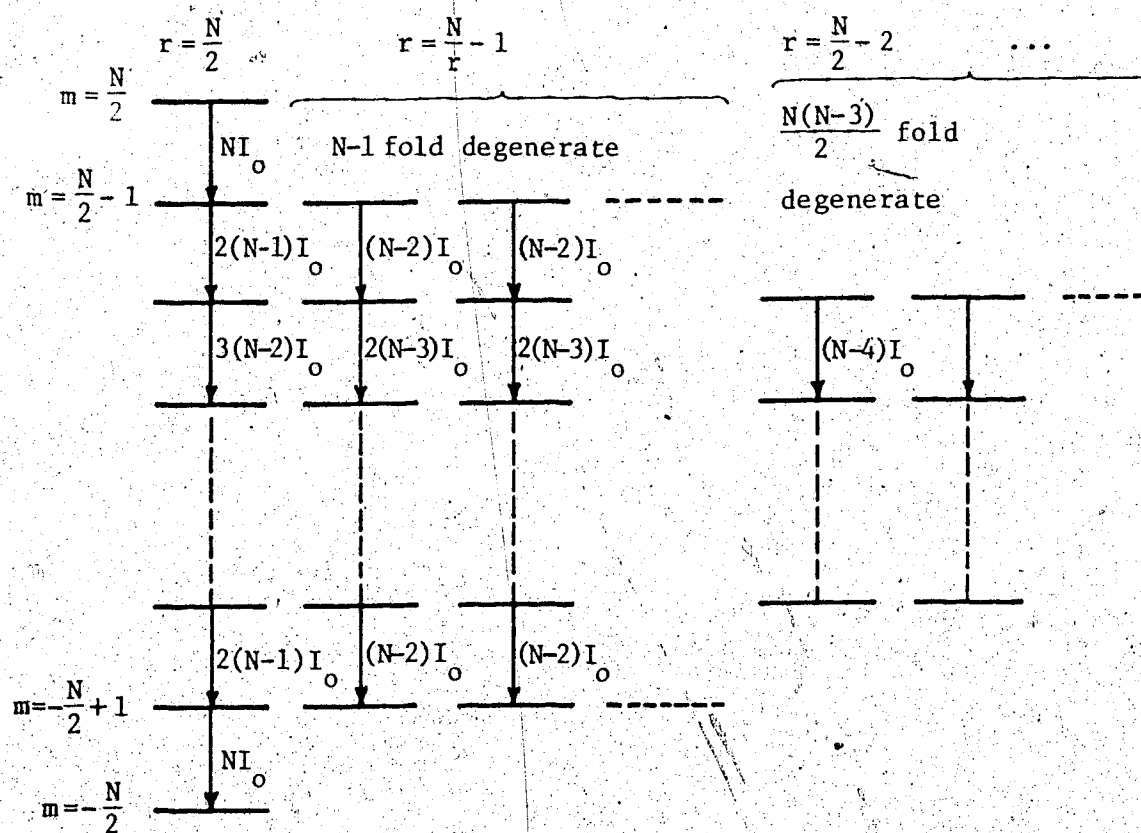 r = N/2 r = N/r - 1 r = N/2 - 2 ...
m = N/2
N(N-3)/2 fold
NI_o N-1 fold degenerate
m = N/2 - 1 degenerate
2(N-1)I_o (N-2)I_o (N-2)I_o
3(N-2)I_o 2(N-3)I_o 2(N-3)I_o (N-4)I_o
2(N-1)I_o (N-2)I_o (N-2)I_o
m=-N/2 + 1
NI_o
m=-N/2